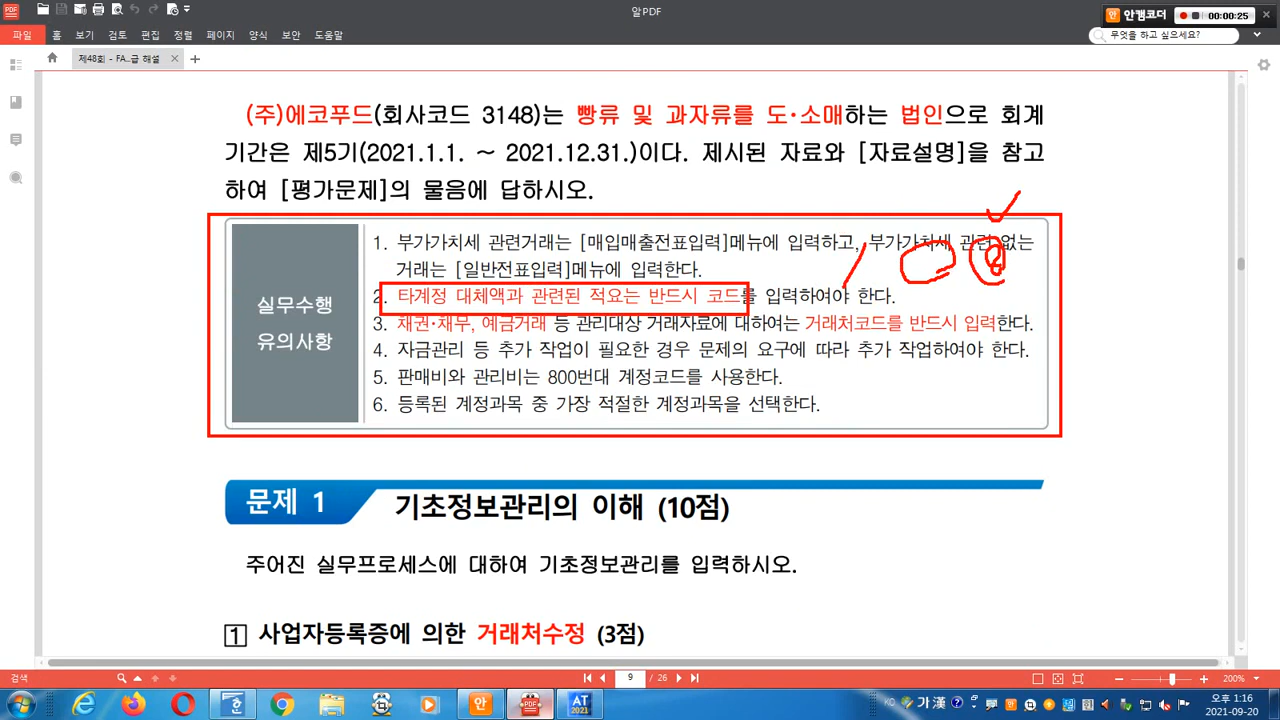 알PDF
안캠코더
00:00:25
파일 홈 보기 검토 편집 정렬 페이지 양식 보안 도움말
무엇을 하고 싶으세요?
제48회 - FA...급 해설
(주)에코푸드(회사코드 3148)는 빵류 및 과자류를 도·소매하는 법인으로 회계
기간은 제5기(2021.1.1. ~ 2021.12.31.)이다. 제시된 자료와 [자료설명]을 참고
하여 [평가문제]의 물음에 답하시오.
실무수행
유의사항
1. 부가가치세 관련거래는 [매입매출전표입력]메뉴에 입력하고, 부가가치세 관련 없는
거래는 [일반전표입력]메뉴에 입력한다.
2. 타계정 대체액과 관련된 적요는 반드시 코드를 입력하여야 한다.
3. 채권·채무, 예금거래 등 관리대상 거래자료에 대하여는 거래처코드를 반드시 입력한다.
4. 자금관리 등 추가 작업이 필요한 경우 문제의 요구에 따라 추가 작업하여야 한다.
5. 판매비와 관리비는 800번대 계정코드를 사용한다.
6. 등록된 계정과목 중 가장 적절한 계정과목을 선택한다.
문제 1 기초정보관리의 이해 (10점)
주어진 실무프로세스에 대하여 기초정보관리를 입력하시오.
1 사업자등록증에 의한 거래처수정 (3점)
검색
9 / 26
200%
AT
2021
가 漢
오후 1:16
2021-09-20